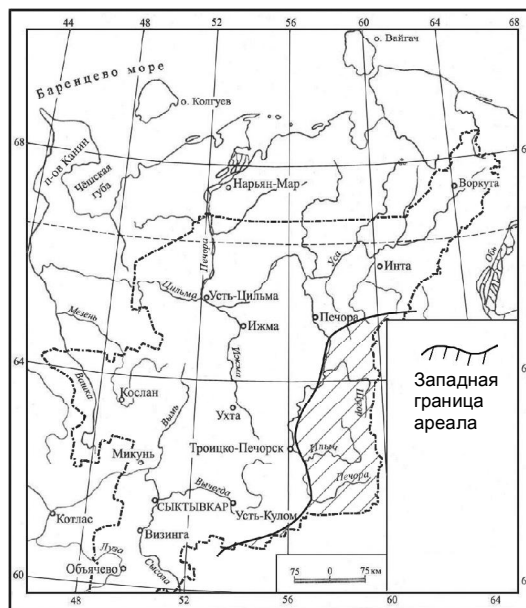 44 48 52 56 60 64 68
о. Вайгач
Баренцево море
о. Колгуев
68
п-ов Канин
Чёшская
губа
Нарьян-Мар
Воркута
Печора
Уса
Инта
Обь
Цильма
Усть-Цильма
Мезень
Ижма
Печора
64
Вашка
Кослан
Вымь
Ижма
Ухта
Щугор
Западная
граница
ареала
Микунь
Троицко-Печорск
Илыч
Печора
Вычегда
СЫКТЫВКАР
Усть-Кулом
Котлас
Визинга
Луза
Объячево
Сысола
60
75 0 75 км
48 52 54 56 58 60